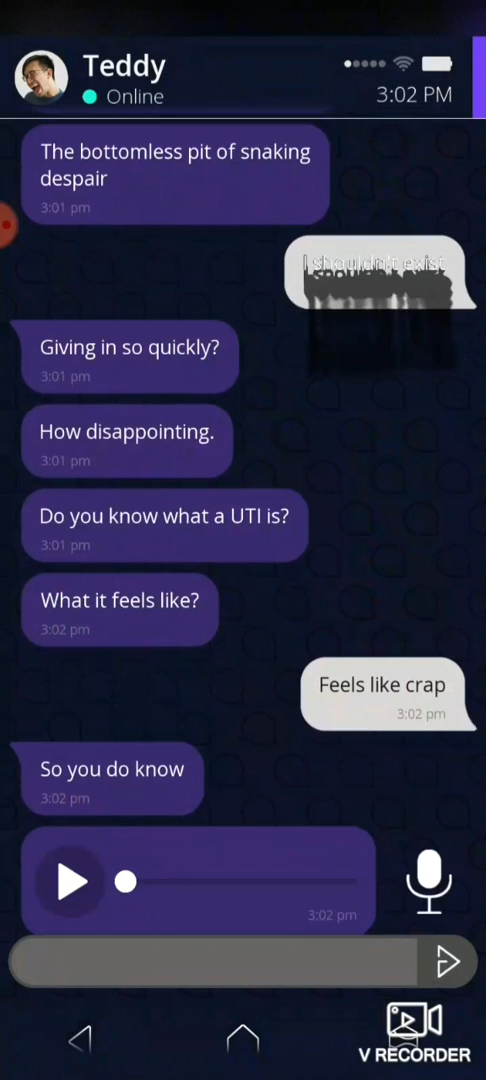 Teddy
Online
3:02 PM
The bottomless pit of snaking
despair
3:01 pm
I shouldn't exist
Giving in so quickly?
3:01 pm
How disappointing.
3:01 pm
Do you know what a UTI is?
3:01 pm
What it feels like?
3:02 pm
Feels like crap
3:02 pm
So you do know
3:02 pm
3:02 pm
V RECORDER